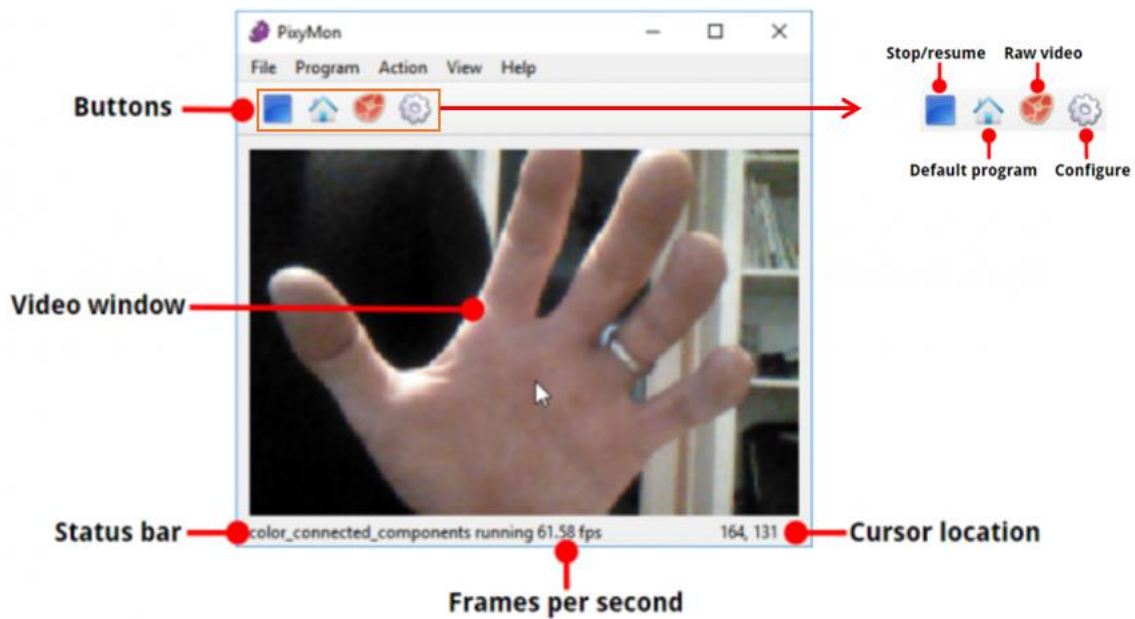 PixyMon
File Program Action View Help
Buttons
Stop/resume Raw video
Default program Configure
Video window
Status bar
color_connected_components running 61.58 fps
164, 131
Cursor location
Frames per second